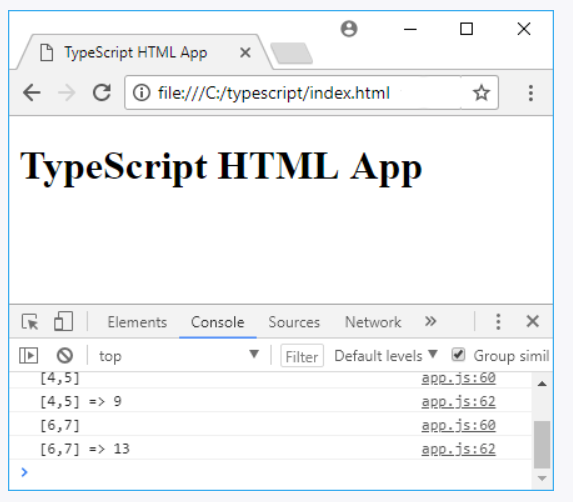 TypeScript HTML App
file:///C:/typescript/index.html
TypeScript HTML App
Elements Console Sources Network
top Filter Default levels Group simil
[4,5] app.js:60
[4,5] => 9 app.js:62
[6,7] app.js:60
[6,7] => 13 app.js:62